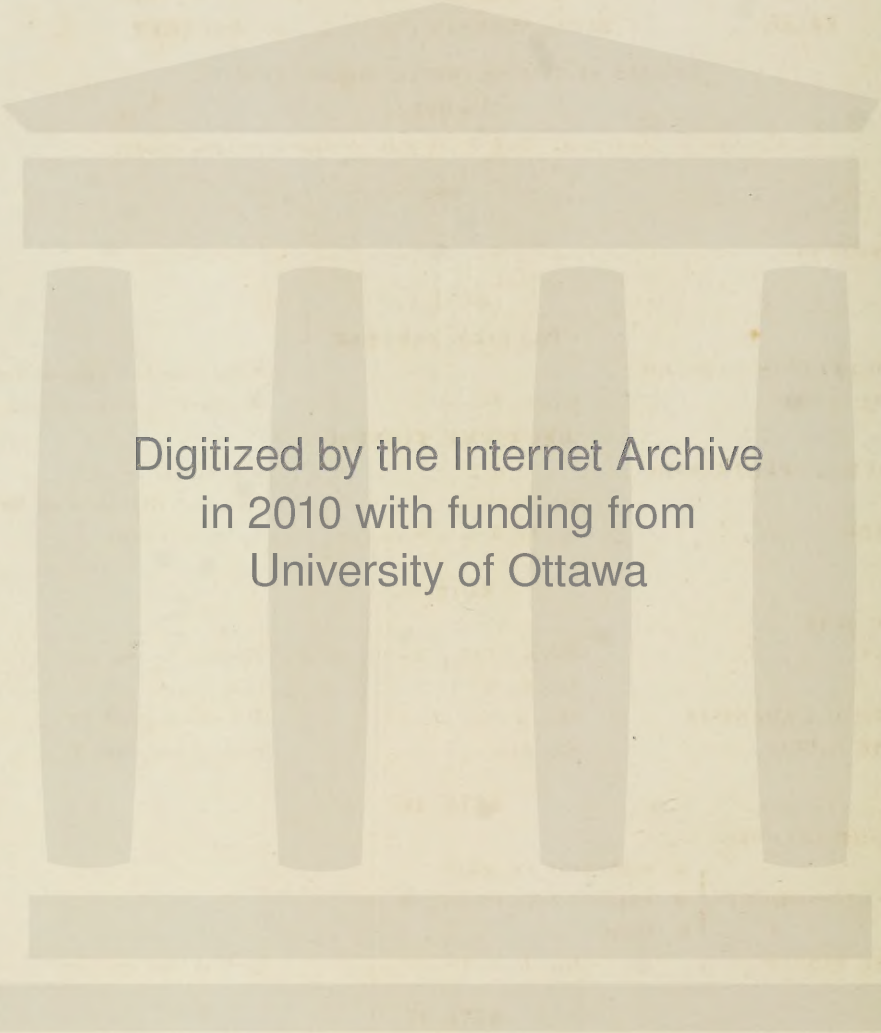 Digitized by the Internet Archive
in 2010 with funding from
University of Ottawa